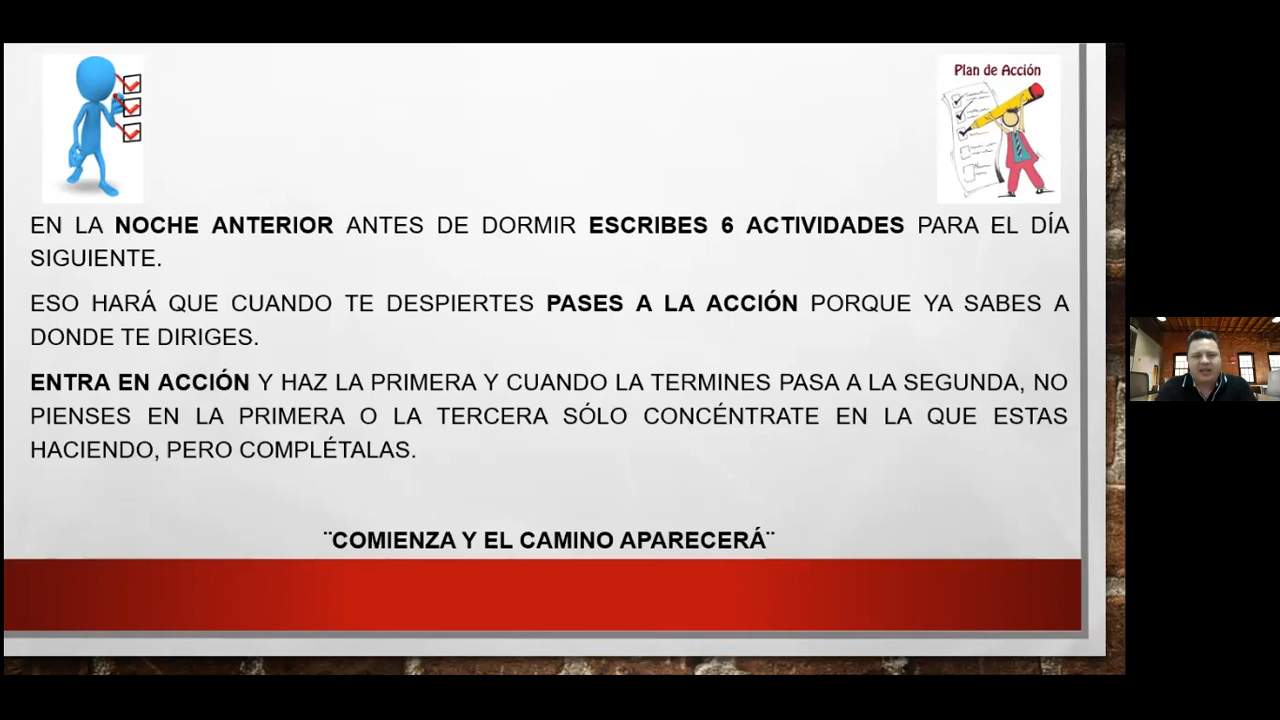 Plan de Acción
EN LA NOCHE ANTERIOR ANTES DE DORMIR ESCRIBES 6 ACTIVIDADES PARA EL DÍA
SIGUIENTE.
ESO HARÁ QUE CUANDO TE DESPIERTES PASES A LA ACCIÓN PORQUE YA SABES A
DONDE TE DIRIGES.
ENTRA EN ACCIÓN Y HAZ LA PRIMERA Y CUANDO LA TERMINES PASA A LA SEGUNDA, NO
PIENSES EN LA PRIMERA O LA TERCERA SÓLO CONCÉNTRATE EN LA QUE ESTAS
HACIENDO, PERO COMPLÉTALAS.
¨COMIENZA Y EL CAMINO APARECERÁ¨